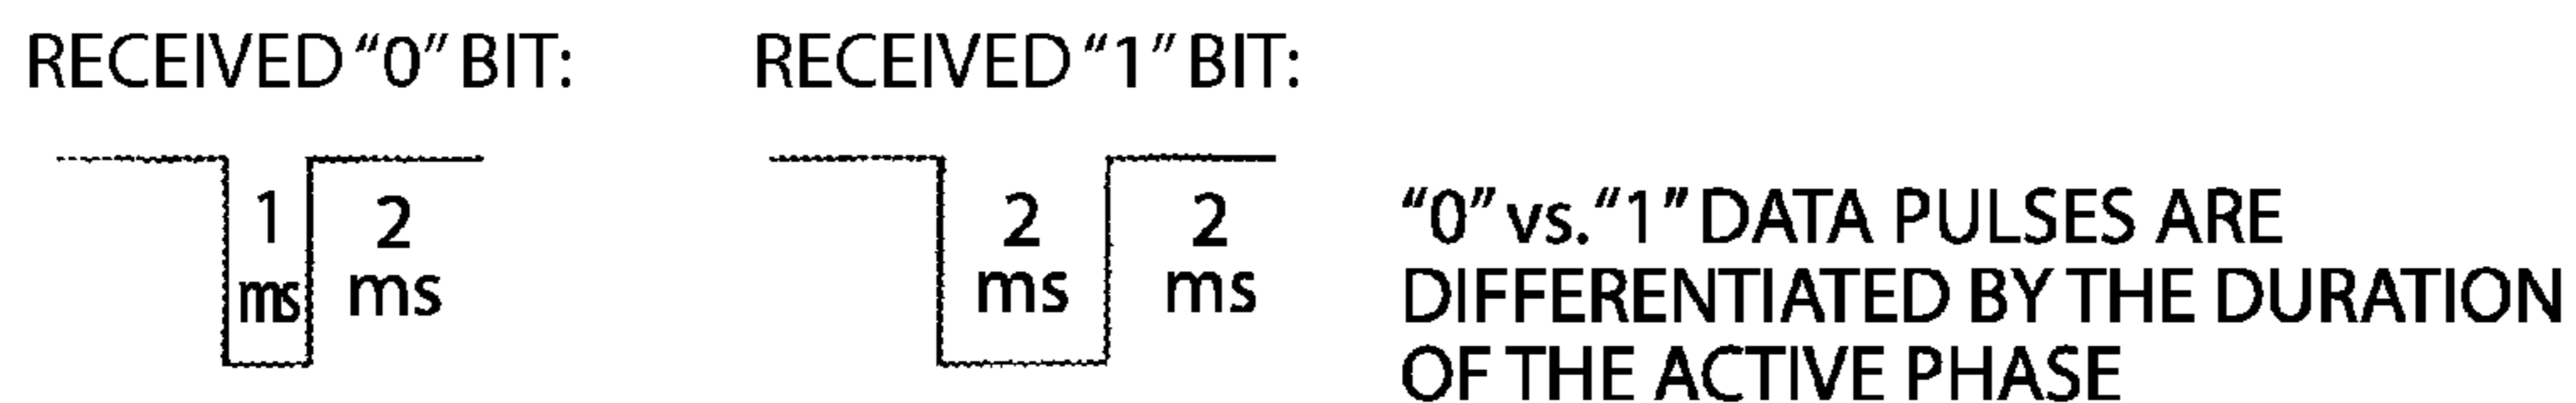 RECEIVED “0” BIT:
RECEIVED “1” BIT:
1
ms
2
ms
2
ms
2
ms
“0” vs. “1” DATA PULSES ARE
DIFFERENTIATED BY THE DURATION
OF THE ACTIVE PHASE